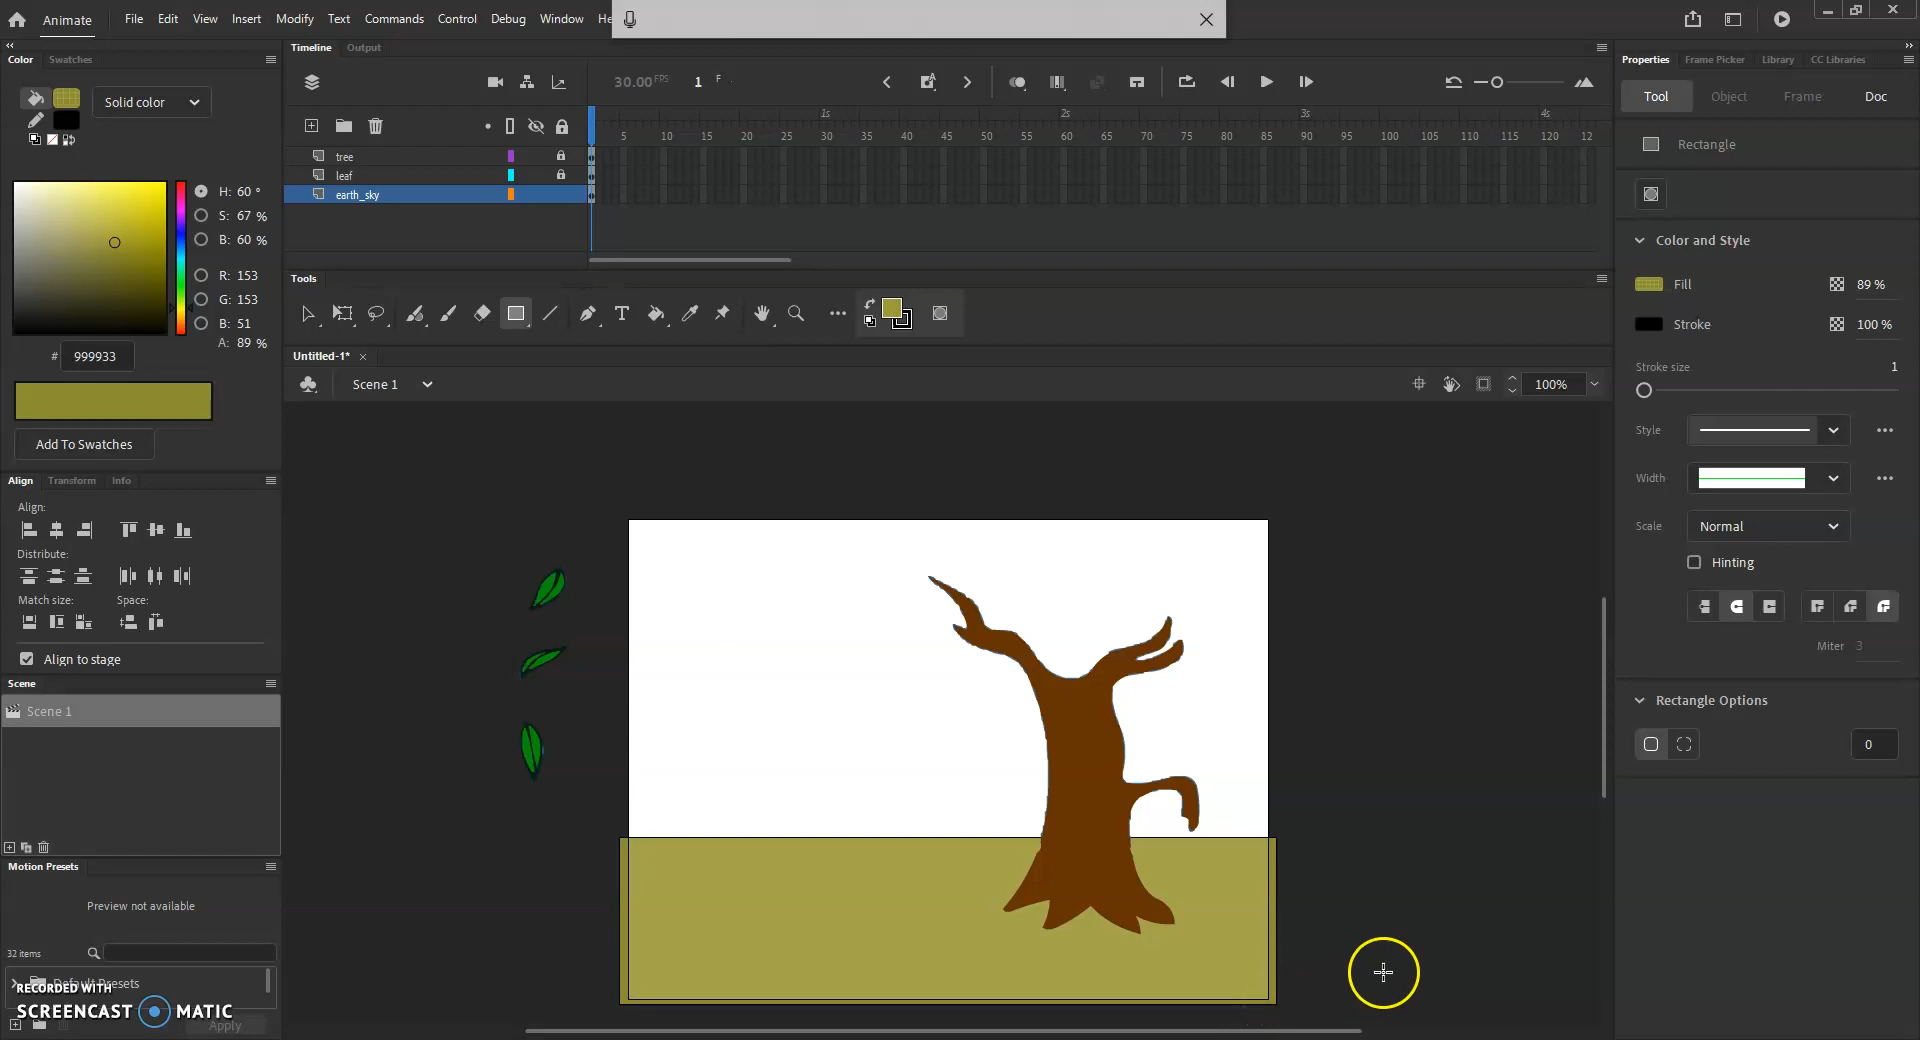 Animate File Edit View Insert Modify Text Commands Control Debug Window He
Color Swatches
Solid color
H: 60 °
S: 67 %
B: 60 %
R: 153
G: 153
B: 51
A: 89 %
# 999933
Add To Swatches
Align Transform Info
Align:
Distribute:
Match size: Space:
Align to stage
Scene
Scene 1
Motion Presets
Preview not available
32 items
Default Presets
RECORDED WITH
SCREENCAST MATIC
Apply
Timeline Output
30.00 FPS 1 F
1s 2s 3s 4s
5 10 15 20 25 30 35 40 45 50 55 60 65 70 75 80 85 90 95 100 105 110 115 120 12
tree
leaf
earth_sky
Tools
Untitled-1*
Scene 1
100%
Properties Frame Picker Library CC Libraries
Tool Object Frame Doc
Rectangle
Color and Style
Fill 89 %
Stroke 100 %
Stroke size 1
Style
Width
Scale Normal
Hinting
Miter 3
Rectangle Options
0